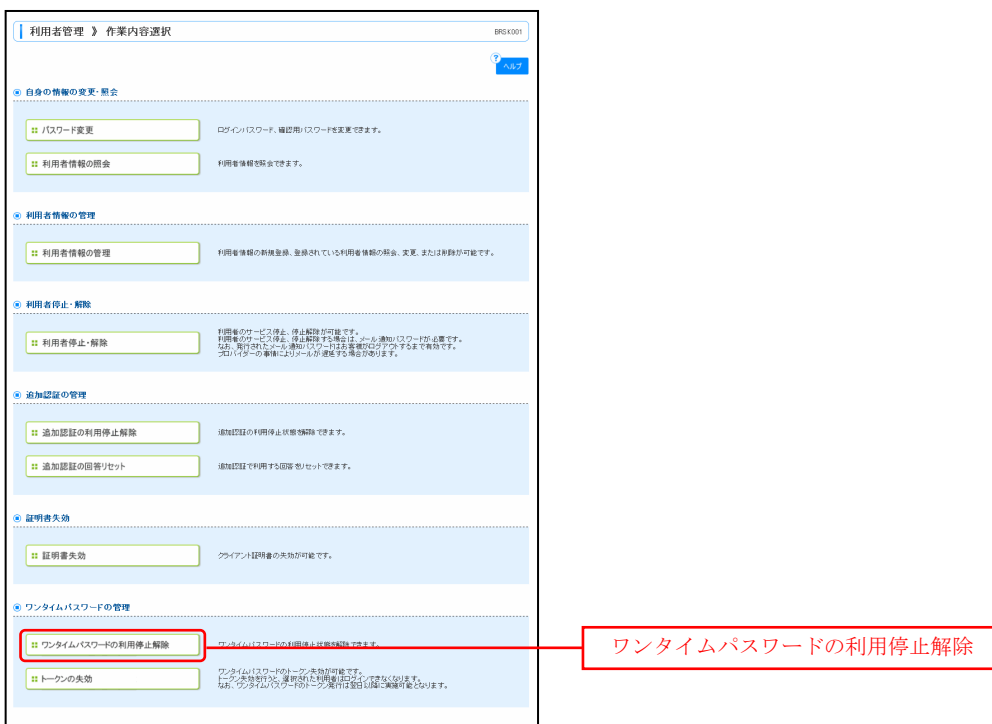 利用者管理 》 作業内容選択
BRSK001
?
ヘルプ
自身の情報の変更・照会
パスワード変更
ログインパスワード、確認用パスワードを変更できます。
利用者情報の照会
利用者情報を照会できます。
利用者情報の管理
利用者情報の管理
利用者情報の新規登録、登録されている利用者情報の照会、変更、または削除が可能です。
利用者停止・解除
利用者停止・解除
利用者のサービス停止、停止解除が可能です。
利用者のサービス停止、停止解除する場合は、メール通知パスワードが必要です。
なお、発行されたメール通知パスワードはお客様がログアウトするまで有効です。
プロバイダーの事情によりメールが遅延する場合があります。
追加認証の管理
追加認証の利用停止解除
追加認証の利用停止状態を解除できます。
追加認証の回答リセット
追加認証で利用する回答をリセットできます。
証明書失効
証明書失効
クライアント証明書の失効が可能です。
ワンタイムパスワードの管理
ワンタイムパスワードの利用停止解除
ワンタイムパスワードの利用停止状態を解除できます。
ワンタイムパスワードの利用停止解除
トークンの失効
ワンタイムパスワードのトークン失効が可能です。
トークン失効を行うと、選択された利用者はログインできなくなります。
なお、ワンタイムパスワードのトークン発行は翌日以降に実施可能となります。